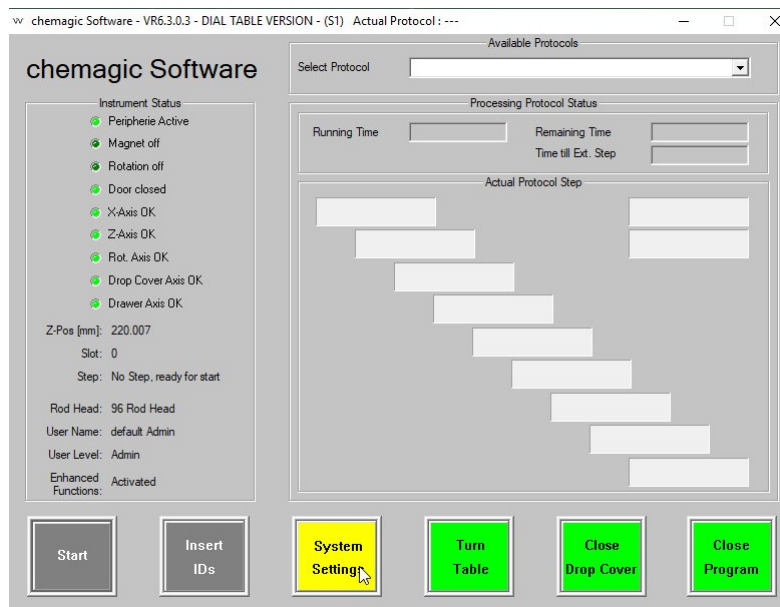 chemagic Software - VR6.3.0.3 - DIAL TABLE VERSION - (S1) Actual Protocol : ---
chemagic Software
Available Protocols
Select Protocol
Instrument Status
Peripherie Active
Magnet off
Rotation off
Door closed
X-Axis OK
Z-Axis OK
Rot. Axis OK
Drop Cover Axis OK
Drawer Axis OK
Z-Pos [mm]: 220.007
Slot: 0
Step: No Step, ready for start
Rod Head: 96 Rod Head
User Name: default Admin
User Level: Admin
Enhanced
Functions: Activated
Processing Protocol Status
Running Time
Remaining Time
Time till Ext. Step
Actual Protocol Step
Start
Insert
IDs
System
Settings
Turn
Table
Close
Drop Cover
Close
Program